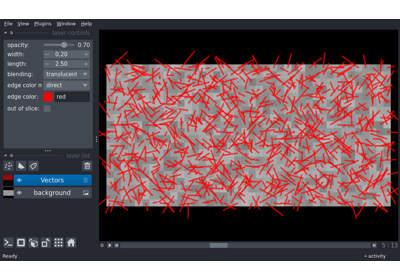 File View Plugins Window Help
layer controls
opacity: 0.70
width: 0.20
length: 2.50
blending: translucent
edge color m direct
edge color: red
out of slice:
layer list
Vectors
background
0 5 13
Ready activity